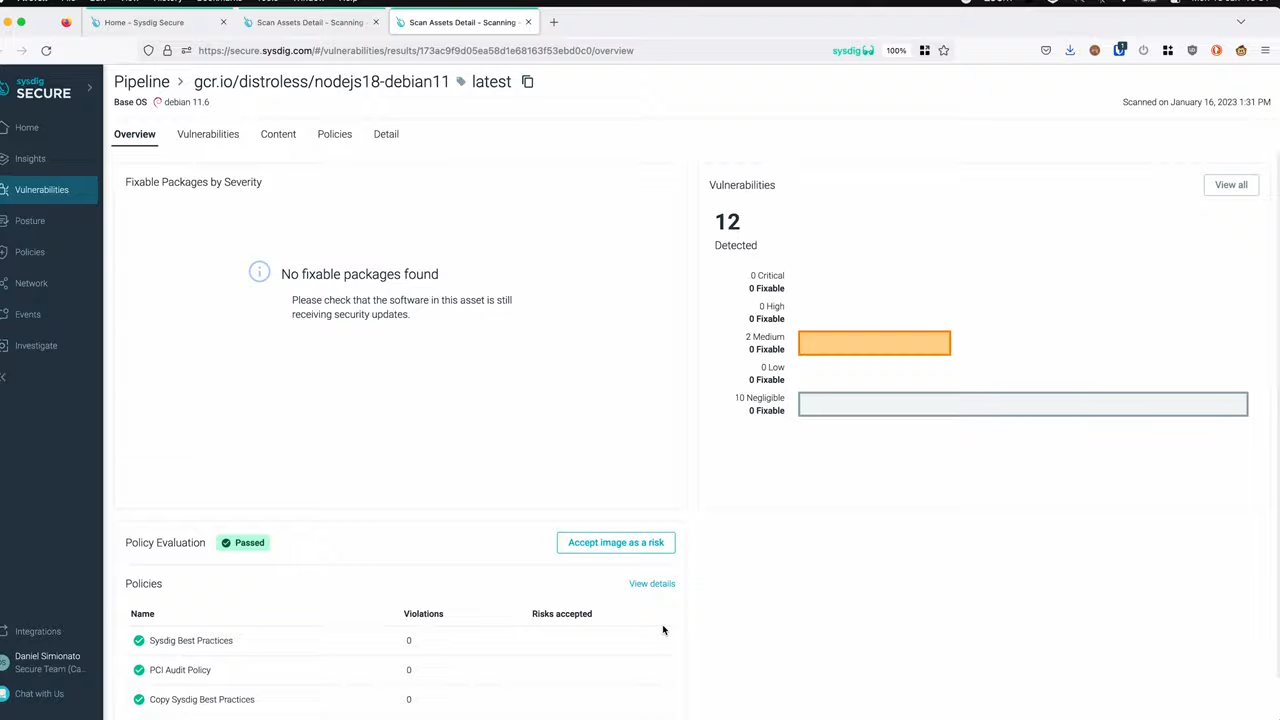 Home - Sysdig Secure
Scan Assets Detail - Scanning -
Scan Assets Detail - Scanning -
https://secure.sysdig.com/#/vulnerabilities/results/173ac9f9d05ea58d1e68163f53ebd0c0/overview
sysdig
100%
sysdig
SECURE
Home
Insights
Vulnerabilities
Posture
Policies
Network
Events
Investigate
Integrations
Daniel Simionato
Secure Team (Ca...
Chat with Us
Pipeline > gcr.io/distroless/nodejs18-debian11 latest
Base OS debian 11.6
Scanned on January 16, 2023 1:31 PM
Overview Vulnerabilities Content Policies Detail
Fixable Packages by Severity
No fixable packages found
Please check that the software in this asset is still
receiving security updates.
Vulnerabilities
View all
12
Detected
0 Critical
0 Fixable
0 High
0 Fixable
2 Medium
0 Fixable
0 Low
0 Fixable
10 Negligible
0 Fixable
Policy Evaluation Passed
Accept image as a risk
Policies
View details
Name Violations Risks accepted
Sysdig Best Practices 0
PCI Audit Policy 0
Copy Sysdig Best Practices 0